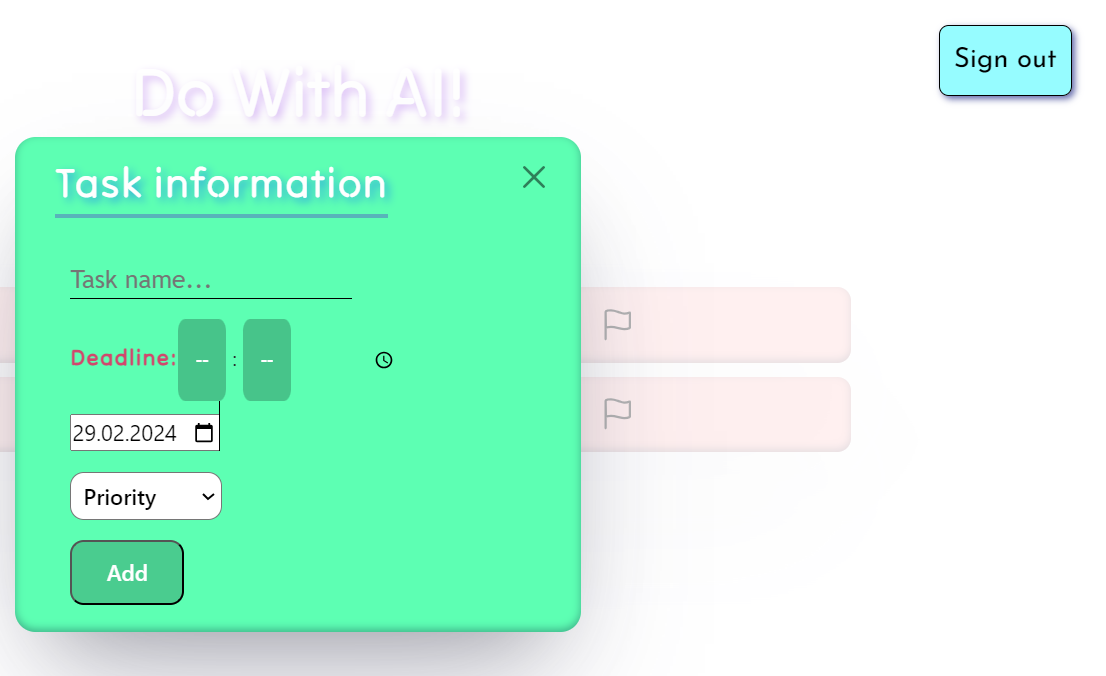 Sign out
Do With AI!
Task information
Task name...
Deadline: -- : --
29.02.2024
Priority
Add